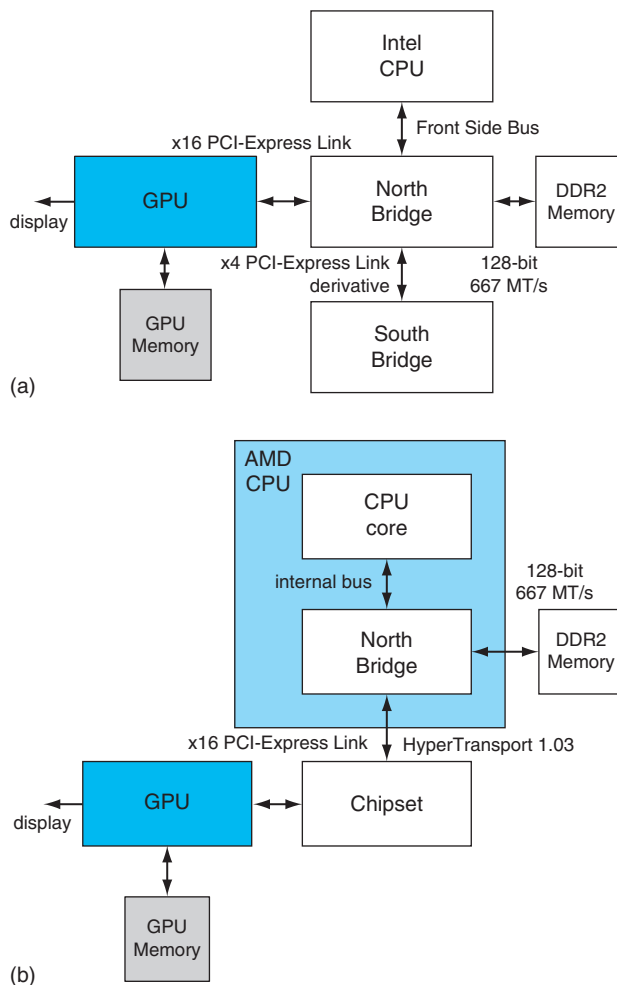 Intel
CPU
Front Side Bus
x16 PCI-Express Link
GPU
North
Bridge
DDR2
Memory
display
x4 PCI-Express Link
derivative
128-bit
667 MT/s
GPU
Memory
South
Bridge
(a)
AMD
CPU
CPU
core
internal bus
128-bit
667 MT/s
North
Bridge
DDR2
Memory
x16 PCI-Express Link
HyperTransport 1.03
GPU
Chipset
display
GPU
Memory
(b)